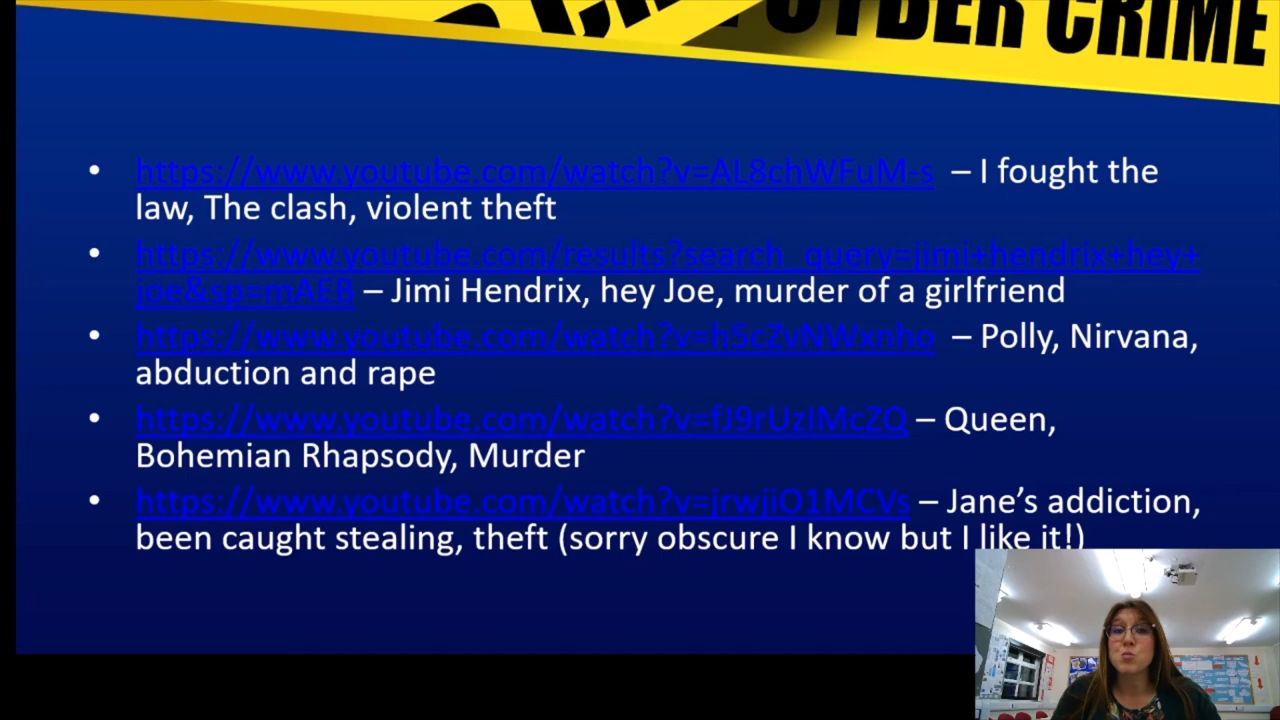 CYBER CRIME
https://www.youtube.com/watch?v=AL8chWFuM-s – I fought the
law, The clash, violent theft
https://www.youtube.com/results?search_query=jimi+hendrix+hey+
joe&sp=mAEB – Jimi Hendrix, hey Joe, murder of a girlfriend
https://www.youtube.com/watch?v=h5cZvNWxnho – Polly, Nirvana,
abduction and rape
https://www.youtube.com/watch?v=fJ9rUzIMcZQ – Queen,
Bohemian Rhapsody, Murder
https://www.youtube.com/watch?v=jrwjiO1MCVs – Jane’s addiction,
been caught stealing, theft (sorry obscure I know but I like it!)